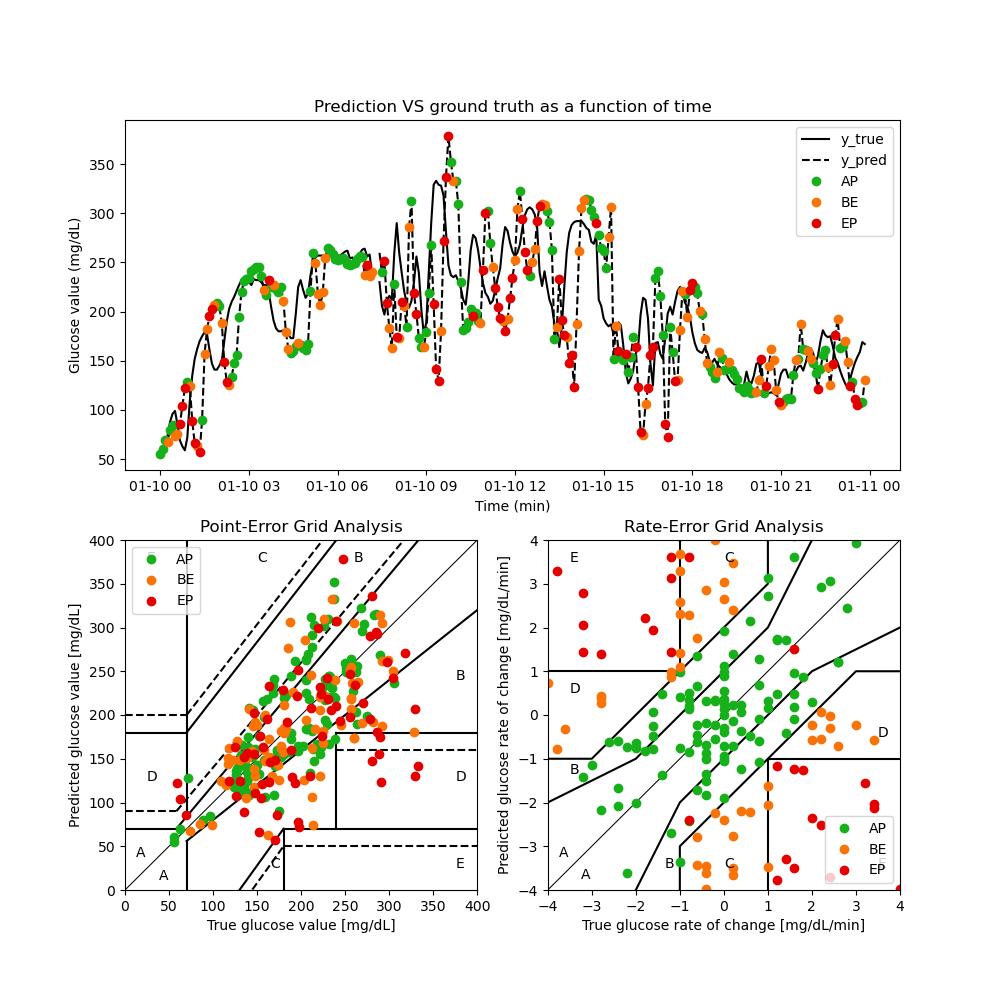 Prediction VS ground truth as a function of time
Glucose value (mg/dL)
350
300
250
200
150
100
50
y_true
y_pred
AP
BE
EP
01-10 00 01-10 03 01-10 06 01-10 09 01-10 12 01-10 15 01-10 18 01-10 21 01-11 00
Time (min)
Point-Error Grid Analysis
Predicted glucose value [mg/dL]
400
350
300
250
200
150
100
50
0
AP
BE
EP
C
B
B
D
D
A
A
C
E
0 50 100 150 200 250 300 350 400
True glucose value [mg/dL]
Rate-Error Grid Analysis
Predicted glucose rate of change [mg/dL/min]
4
3
2
1
0
−1
−2
−3
−4
E
C
D
D
B
A
A
B
C
AP
BE
EP
−4 −3 −2 −1 0 1 2 3 4
True glucose rate of change [mg/dL/min]